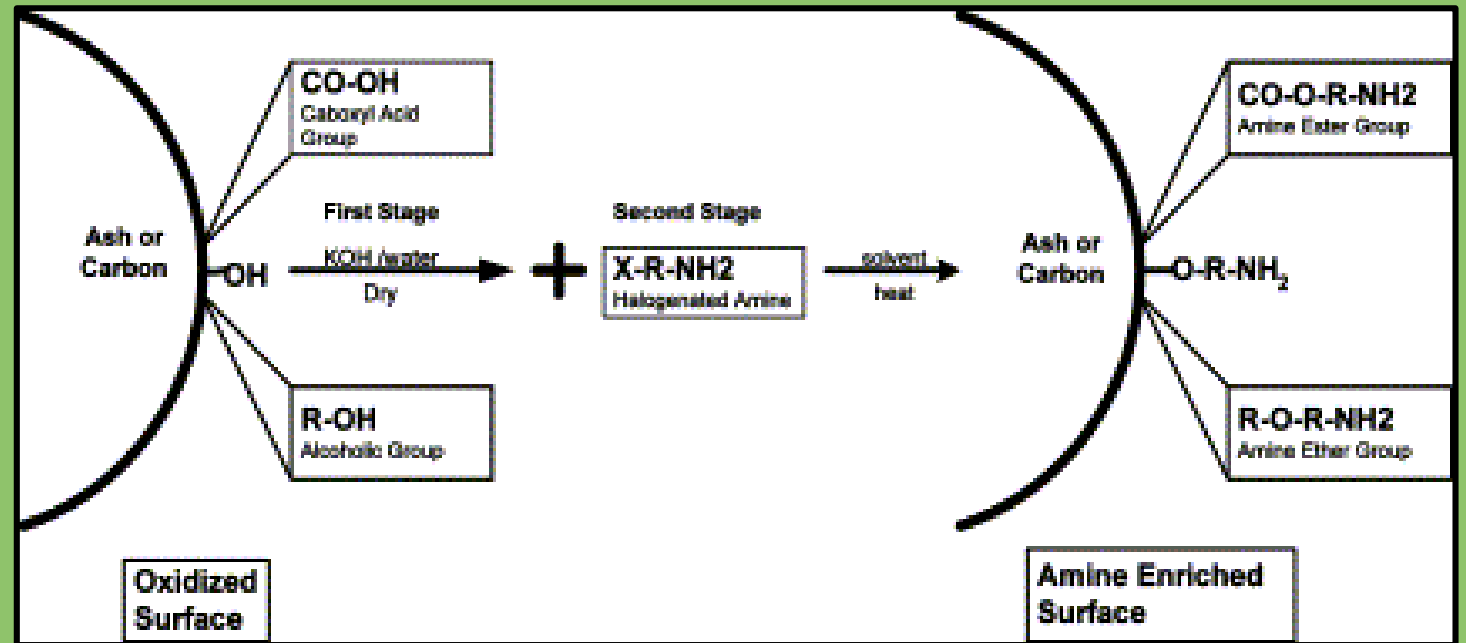 CO-OH
Caboxyl Acid
Group
CO-O-R-NH2
Amine Ester Group
First Stage
Second Stage
Ash or
Carbon
OH
KOH /water
Dry
+
X-R-NH2
Halogenated Amine
solvent
heat
Ash or
Carbon
O-R-NH₂
R-OH
Alcoholic Group
R-O-R-NH2
Amine Ether Group
Oxidized
Surface
Amine Enriched
Surface